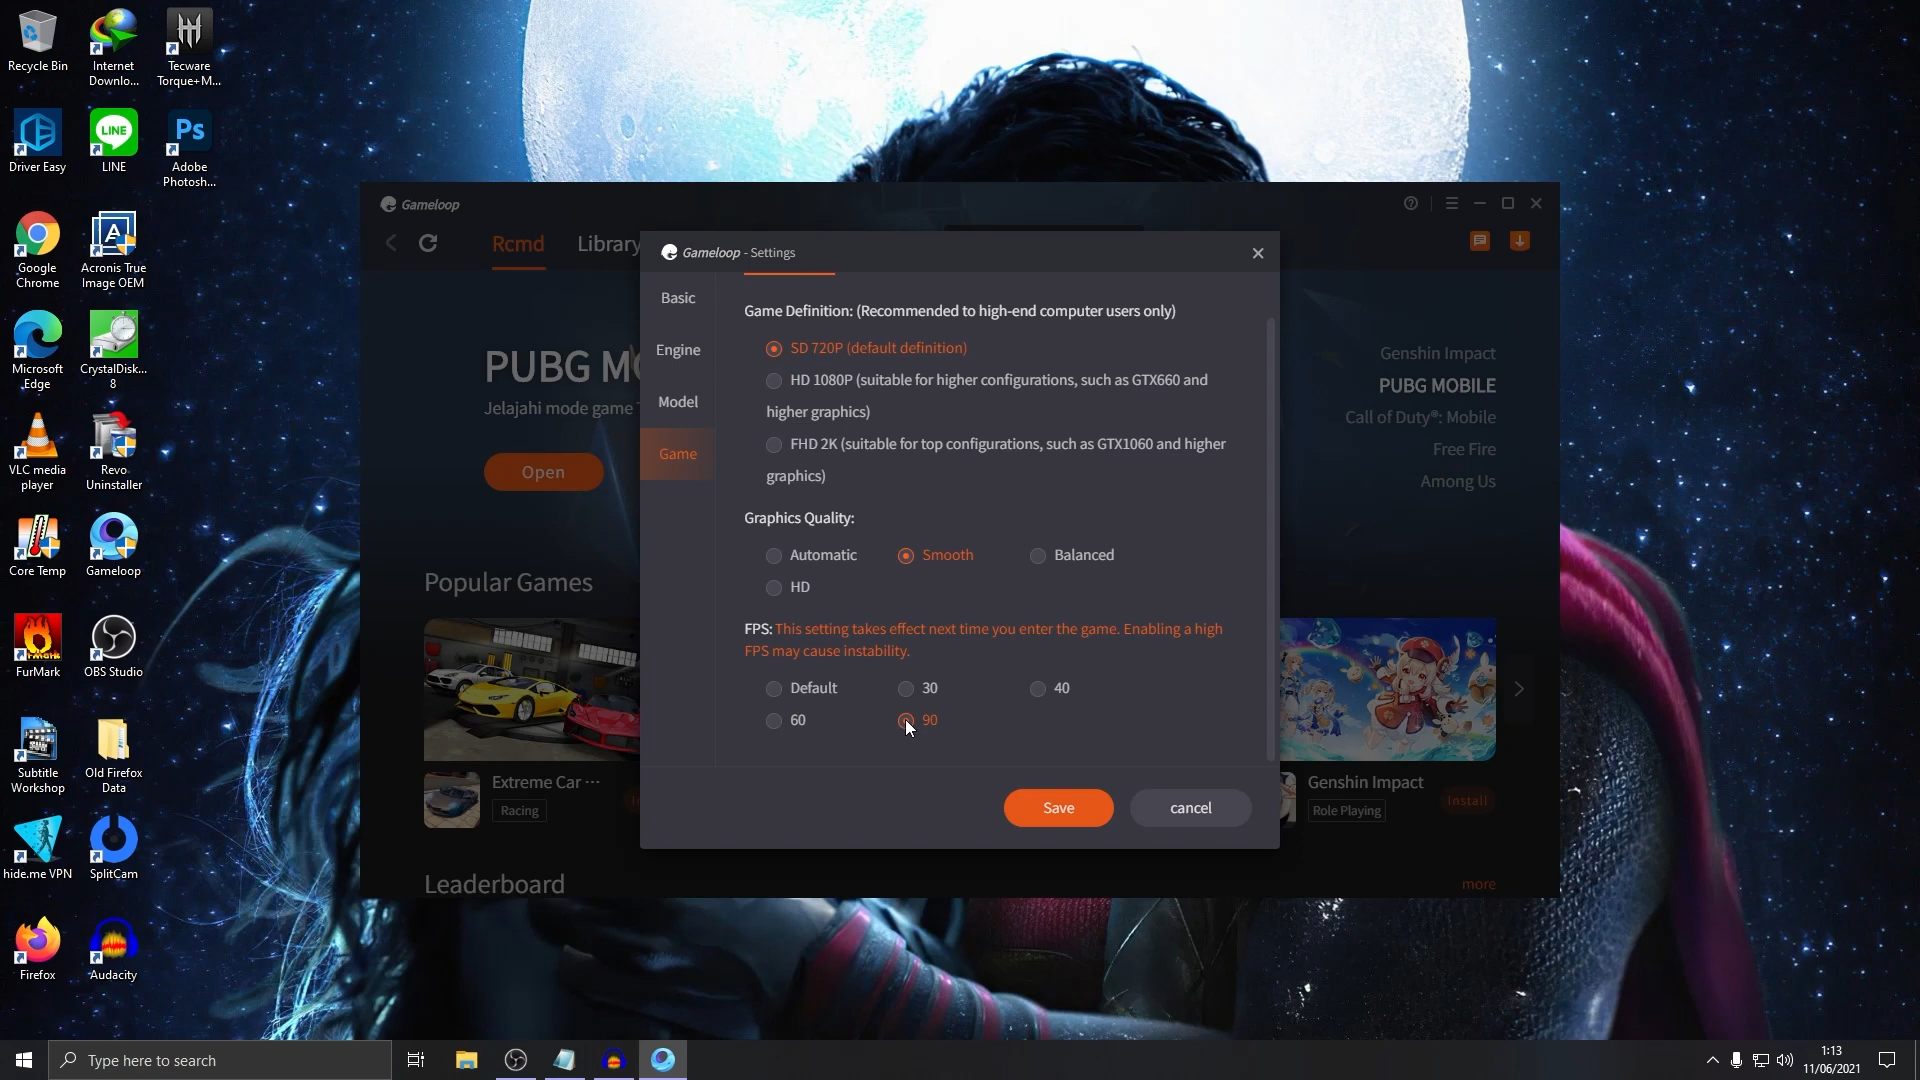 Recycle Bin
Internet
Downlo...
Tecware
Torque+M...
Driver Easy
LINE
LINE
Ps
Adobe
Photosh...
Google
Chrome
Acronis True
Image OEM
Microsoft
Edge
CrystalDisk...
8
VLC media
player
Revo
Uninstaller
Core Temp
Gameloop
FurMark
OBS Studio
Subtitle
Workshop
Old Firefox
Data
hide.me VPN
SplitCam
Firefox
Audacity
Gameloop
Rcmd
Library
PUBG MO
Jelajahi mode game
Open
Genshin Impact
PUBG MOBILE
Call of Duty®: Mobile
Free Fire
Among Us
Popular Games
Extreme Car ···
Racing
Genshin Impact
Role Playing
Install
Leaderboard
more
Gameloop - Settings
Basic
Engine
Model
Game
Game Definition: (Recommended to high-end computer users only)
SD 720P (default definition)
HD 1080P (suitable for higher configurations, such as GTX660 and
higher graphics)
FHD 2K (suitable for top configurations, such as GTX1060 and higher
graphics)
Graphics Quality:
Automatic
Smooth
Balanced
HD
FPS: This setting takes effect next time you enter the game. Enabling a high
FPS may cause instability.
Default
30
40
60
90
Save
cancel
Type here to search
1:13
11/06/2021